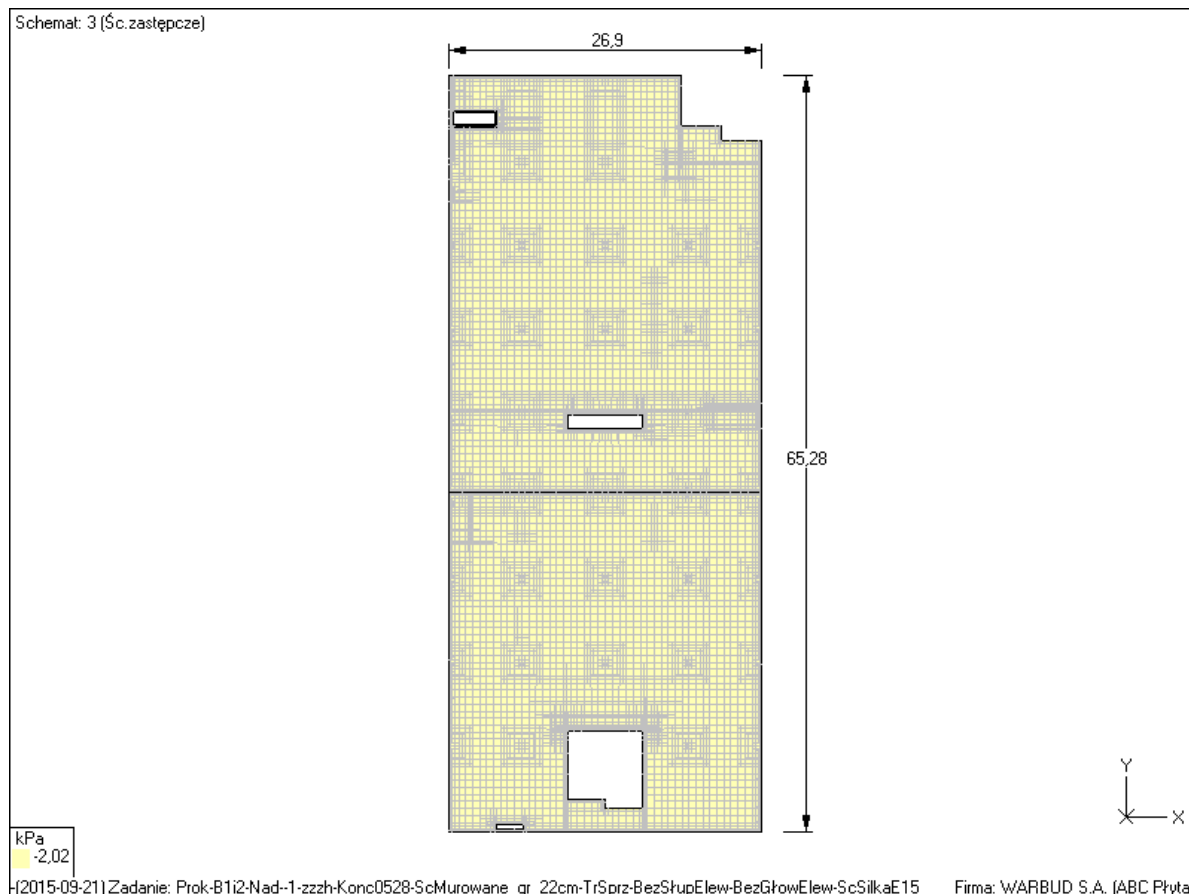 Schemat: 3 (Śc.zastępcze)
26,9
65,28
Y
X
kPa
-2,02
-[2015-09-21] Zadanie: Prok-B1i2-Nad--1-zzzh-Konc0528-ScMurowane_gr_22cm-TrSprz-BezSłupElew-BezGłowElew-ScSilkaE15 Firma: WARBUD S.A. [ABC Płyta